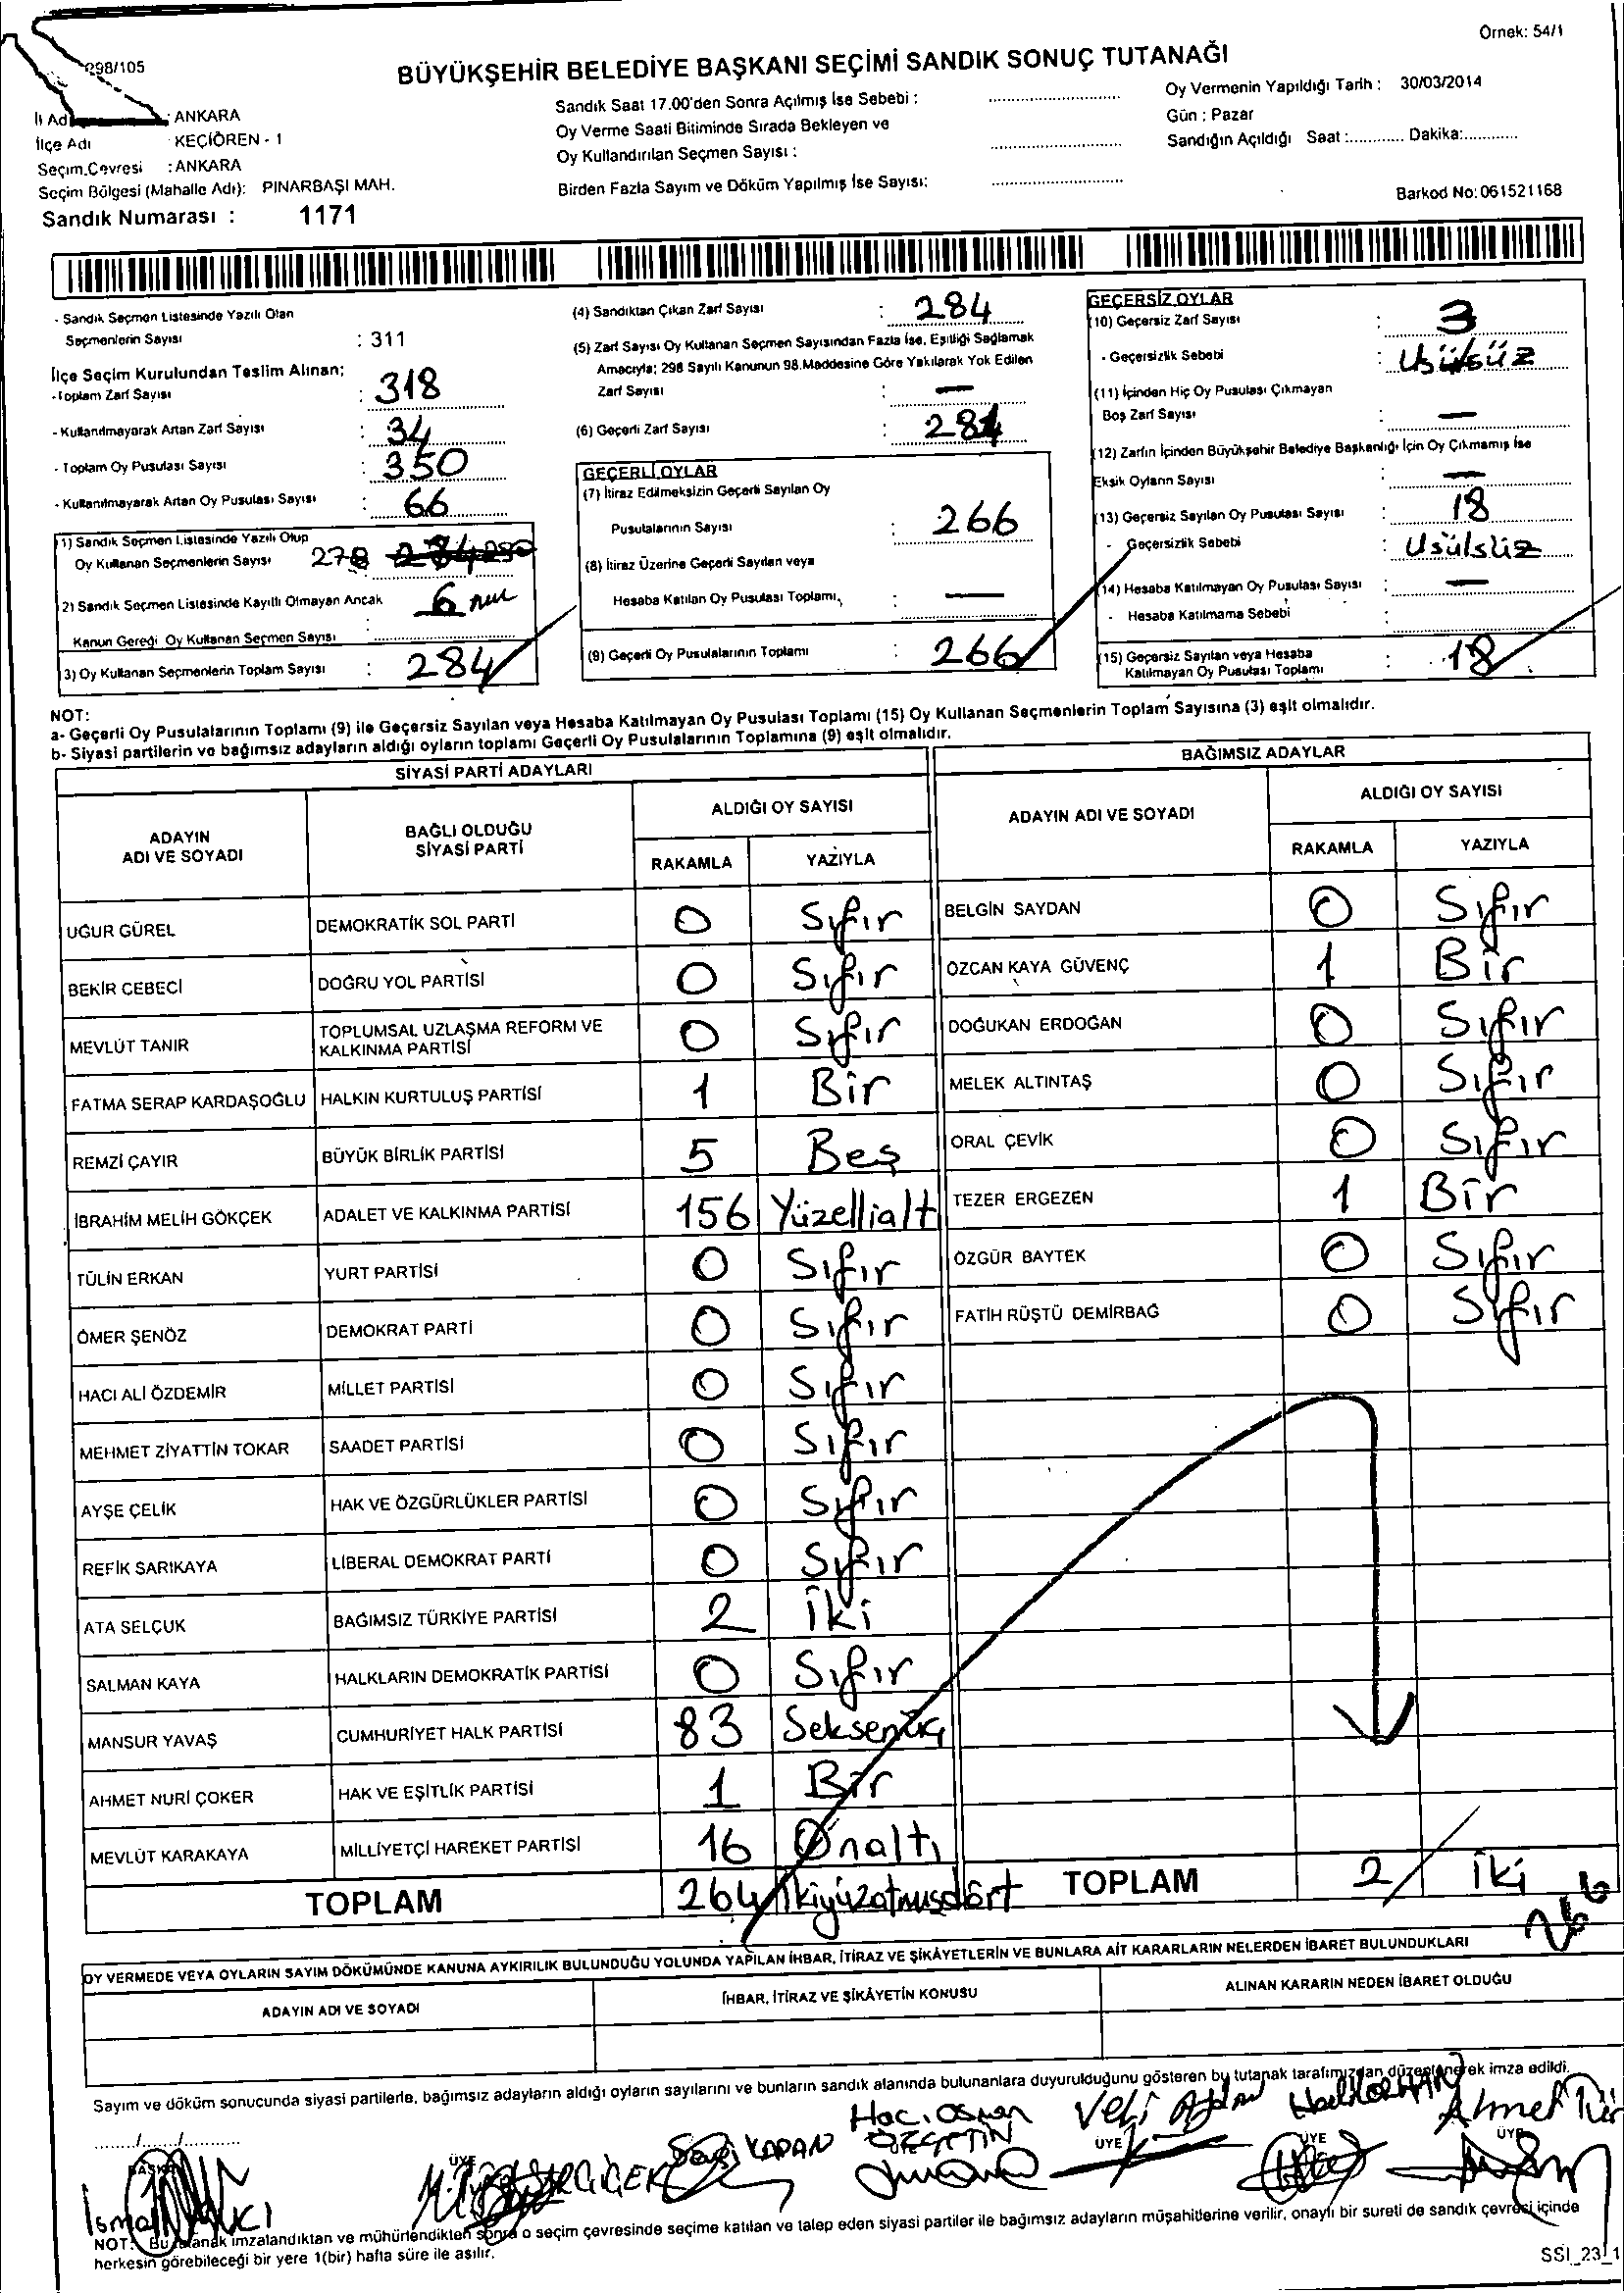 Örnek: 54/1
298/105
BÜYÜKŞEHİR BELEDİYE BAŞKANI SEÇİMİ SANDIK SONUÇ TUTANAĞI
İl Adı : ANKARA
İlçe Adı KEÇİÖREN - 1
Seçim Çevresi : ANKARA
Seçim Bölgesi (Mahalle Adı): PINARBAŞI MAH.
Sandık Numarası : 1171
Sandık Saat 17.00'den Sonra Açılmış İse Sebebi :
Oy Verme Saati Bitiminde Sırada Bekleyen ve
Oy Kullandırılan Seçmen Sayısı :
Birden Fazla Sayım ve Döküm Yapılmış İse Sayısı:
Oy Vermenin Yapıldığı Tarih : 30/03/2014
Gün : Pazar
Sandığın Açıldığı Saat :............ Dakika:............
Barkod No: 061521168
- Sandık Seçmen Listesinde Yazılı Olan
Seçmenlerin Sayısı : 311
İlçe Seçim Kurulundan Teslim Alınan;
- Toplam Zarf Sayısı : 318
- Kullanılmayarak Artan Zarf Sayısı : 34
- Toplam Oy Pusulası Sayısı : 350
- Kullanılmayarak Artan Oy Pusulası Sayısı : 66
1) Sandık Seçmen Listesinde Yazılı Olup
Oy Kullanan Seçmenlerin Sayısı 278
2) Sandık Seçmen Listesinde Kayıtlı Olmayan Ancak 6
Kanun Gereği Oy Kullanan Seçmen Sayısı :
3) Oy Kullanan Seçmenlerin Toplam Sayısı : 284
(4) Sandıktan Çıkan Zarf Sayısı : 284
(5) Zarf Sayısı Oy Kullanan Seçmen Sayısından Fazla İse, Eşitliği Sağlamak
Amacıyla; 298 Sayılı Kanunun 98.Maddesine Göre Yakılarak Yok Edilen
Zarf Sayısı : —
(6) Geçerli Zarf Sayısı : 281
GEÇERLİ OYLAR
(7) İtiraz Edilmeksizin Geçerli Sayılan Oy
Pusulalarının Sayısı : 266
(8) İtiraz Üzerine Geçerli Sayılan veya
Hesaba Katılan Oy Pusulası Toplamı : —
(9) Geçerli Oy Pusulalarının Toplamı : 266
GEÇERSİZ OYLAR
(10) Geçersiz Zarf Sayısı : 3
- Geçersizlik Sebebi : Usülsüz
(11) İçinden Hiç Oy Pusulası Çıkmayan
Boş Zarf Sayısı : —
(12) Zarfın İçinden Büyükşehir Belediye Başkanlığı İçin Oy Çıkmamış İse
Eksik Oyların Sayısı : —
(13) Geçersiz Sayılan Oy Pusulası Sayısı : 18
- Geçersizlik Sebebi : Usülsüz
(14) Hesaba Katılmayan Oy Pusulası Sayısı : —
- Hesaba Katılmama Sebebi :
(15) Geçersiz Sayılan veya Hesaba
Katılmayan Oy Pusulası Toplamı : 18
NOT:
a- Geçerli Oy Pusulalarının Toplamı (9) ile Geçersiz Sayılan veya Hesaba Katılmayan Oy Pusulası Toplamı (15) Oy Kullanan Seçmenlerin Toplam Sayısına (3) eşit olmalıdır.
b- Siyasi partilerin ve bağımsız adayların aldığı oyların toplamı Geçerli Oy Pusulalarının Toplamına (9) eşit olmalıdır.
SİYASİ PARTİ ADAYLARI
ADAYIN ADI VE SOYADI BAĞLI OLDUĞU SİYASİ PARTİ ALDIĞI OY SAYISI
RAKAMLA YAZIYLA
UĞUR GÜREL DEMOKRATİK SOL PARTİ 0 Sıfır
BEKİR CEBECİ DOĞRU YOL PARTİSİ 0 Sıfır
MEVLÜT TANIR TOPLUMSAL UZLAŞMA REFORM VE KALKINMA PARTİSİ 0 Sıfır
FATMA SERAP KARDAŞOĞLU HALKIN KURTULUŞ PARTİSİ 1 Bir
REMZİ ÇAYIR BÜYÜK BİRLİK PARTİSİ 5 Beş
İBRAHİM MELİH GÖKÇEK ADALET VE KALKINMA PARTİSİ 156 Yüzellialtı
TÜLİN ERKAN YURT PARTİSİ 0 Sıfır
ÖMER ŞENÖZ DEMOKRAT PARTİ 0 Sıfır
HACI ALİ ÖZDEMİR MİLLET PARTİSİ 0 Sıfır
MEHMET ZİYATTİN TOKAR SAADET PARTİSİ 0 Sıfır
AYŞE ÇELİK HAK VE ÖZGÜRLÜKLER PARTİSİ 0 Sıfır
REFİK SARIKAYA LİBERAL DEMOKRAT PARTİ 0 Sıfır
ATA SELÇUK BAĞIMSIZ TÜRKİYE PARTİSİ 2 İki
SALMAN KAYA HALKLARIN DEMOKRATİK PARTİSİ 0 Sıfır
MANSUR YAVAŞ CUMHURİYET HALK PARTİSİ 83 Seksenüç
AHMET NURİ ÇOKER HAK VE EŞİTLİK PARTİSİ 1 Bir
MEVLÜT KARAKAYA MİLLİYETÇİ HAREKET PARTİSİ 16 Onaltı
TOPLAM 264 İkiyüzatmışdört
BAĞIMSIZ ADAYLAR
ADAYIN ADI VE SOYADI ALDIĞI OY SAYISI
RAKAMLA YAZIYLA
BELGİN SAYDAN 0 Sıfır
ÖZCAN KAYA GÜVENÇ 1 Bir
DOĞUKAN ERDOĞAN 0 Sıfır
MELEK ALTINTAŞ 0 Sıfır
ORAL ÇEVİK 0 Sıfır
TEZER ERGEZEN 1 Bir
ÖZGÜR BAYTEK 0 Sıfır
FATİH RÜŞTÜ DEMİRBAĞ 0 Sıfır
TOPLAM 2 İki
266
OY VERMEDE VEYA OYLARIN SAYIM DÖKÜMÜNDE KANUNA AYKIRILIK BULUNDUĞU YOLUNDA YAPILAN İHBAR, İTİRAZ VE ŞİKÂYETLERİN VE BUNLARA AİT KARARLARIN NELERDEN İBARET BULUNDUKLARI
ADAYIN ADI VE SOYADI İHBAR, İTİRAZ VE ŞİKÂYETİN KONUSU ALINAN KARARIN NEDEN İBARET OLDUĞU
Sayım ve döküm sonucunda siyasi partilerle, bağımsız adayların aldığı oyların sayılarını ve bunların sandık alanında bulunanlara duyurulduğunu gösteren bu tutanak tarafımızdan düzenlenerek imza edildi.
....../....../............
BAŞKAN ÜYE ÜYE ÜYE ÜYE
KAPAN Hacı Osman Veli Ahmet
NOT: Bu tutanak imzalandıktan ve mühürlendikten sonra o seçim çevresinde seçime katılan ve talep eden siyasi partiler ile bağımsız adayların müşahitlerine verilir, onaylı bir sureti de sandık çevresi içinde
herkesin görebileceği bir yere 1(bir) hafta süre ile asılır.
SSI_23_1